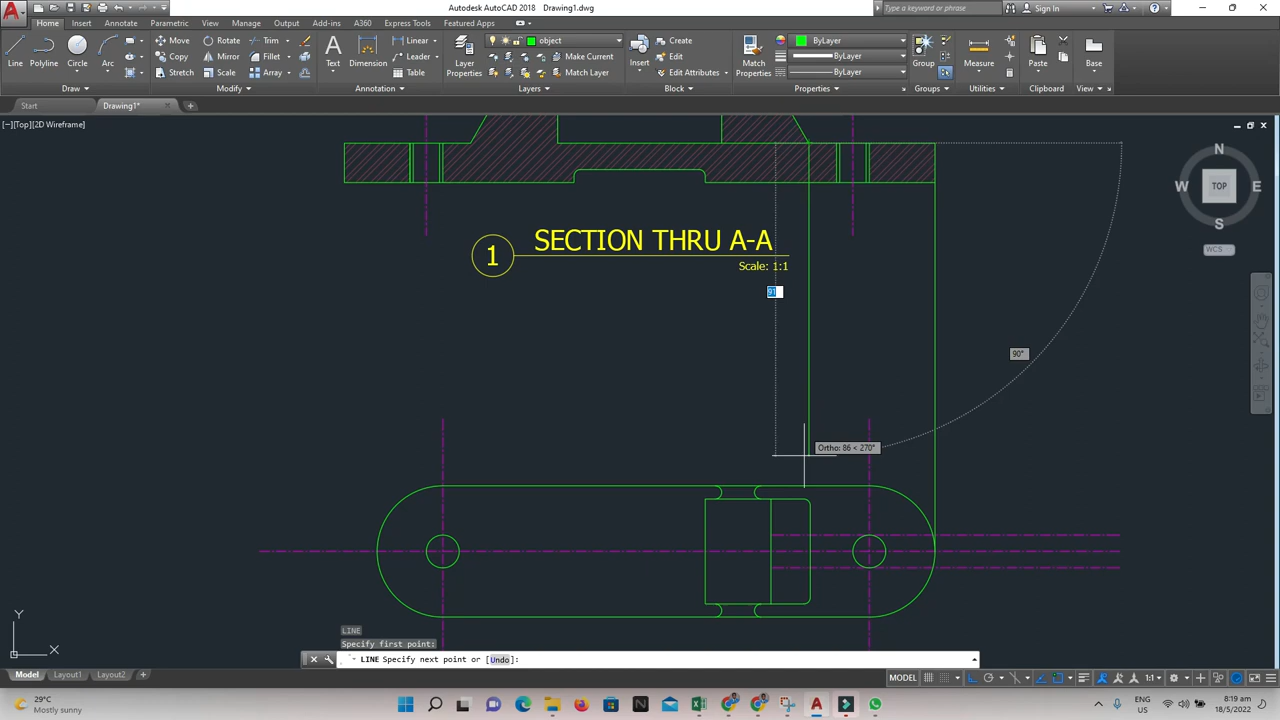 Autodesk AutoCAD 2018 Drawing1.dwg
Type a keyword or phrase
Sign In
Home Insert Annotate Parametric View Manage Output Add-ins A360 Express Tools Featured Apps
Line Polyline Circle Arc
Move Rotate Trim
Copy Mirror Fillet
Stretch Scale Array
Text Dimension
Linear
Leader
Table
Layer Properties
object
Make Current
Match Layer
Insert
Create
Edit
Edit Attributes
Match Properties
ByLayer
ByLayer
ByLayer
Group
Measure
Paste
Base
Draw Modify Annotation Layers Block Properties Groups Utilities Clipboard View
Start Drawing1*
[−][Top][2D Wireframe]
N
W TOP E
S
WCS
1 SECTION THRU A-A
Scale: 1:1
91
90°
Ortho: 86 < 270°
Y
X
LINE
Specify first point:
LINE Specify next point or [Undo]:
Model Layout1 Layout2
MODEL 1:1
29°C
Mostly sunny
ENG
US
8:19 am
18/5/2022